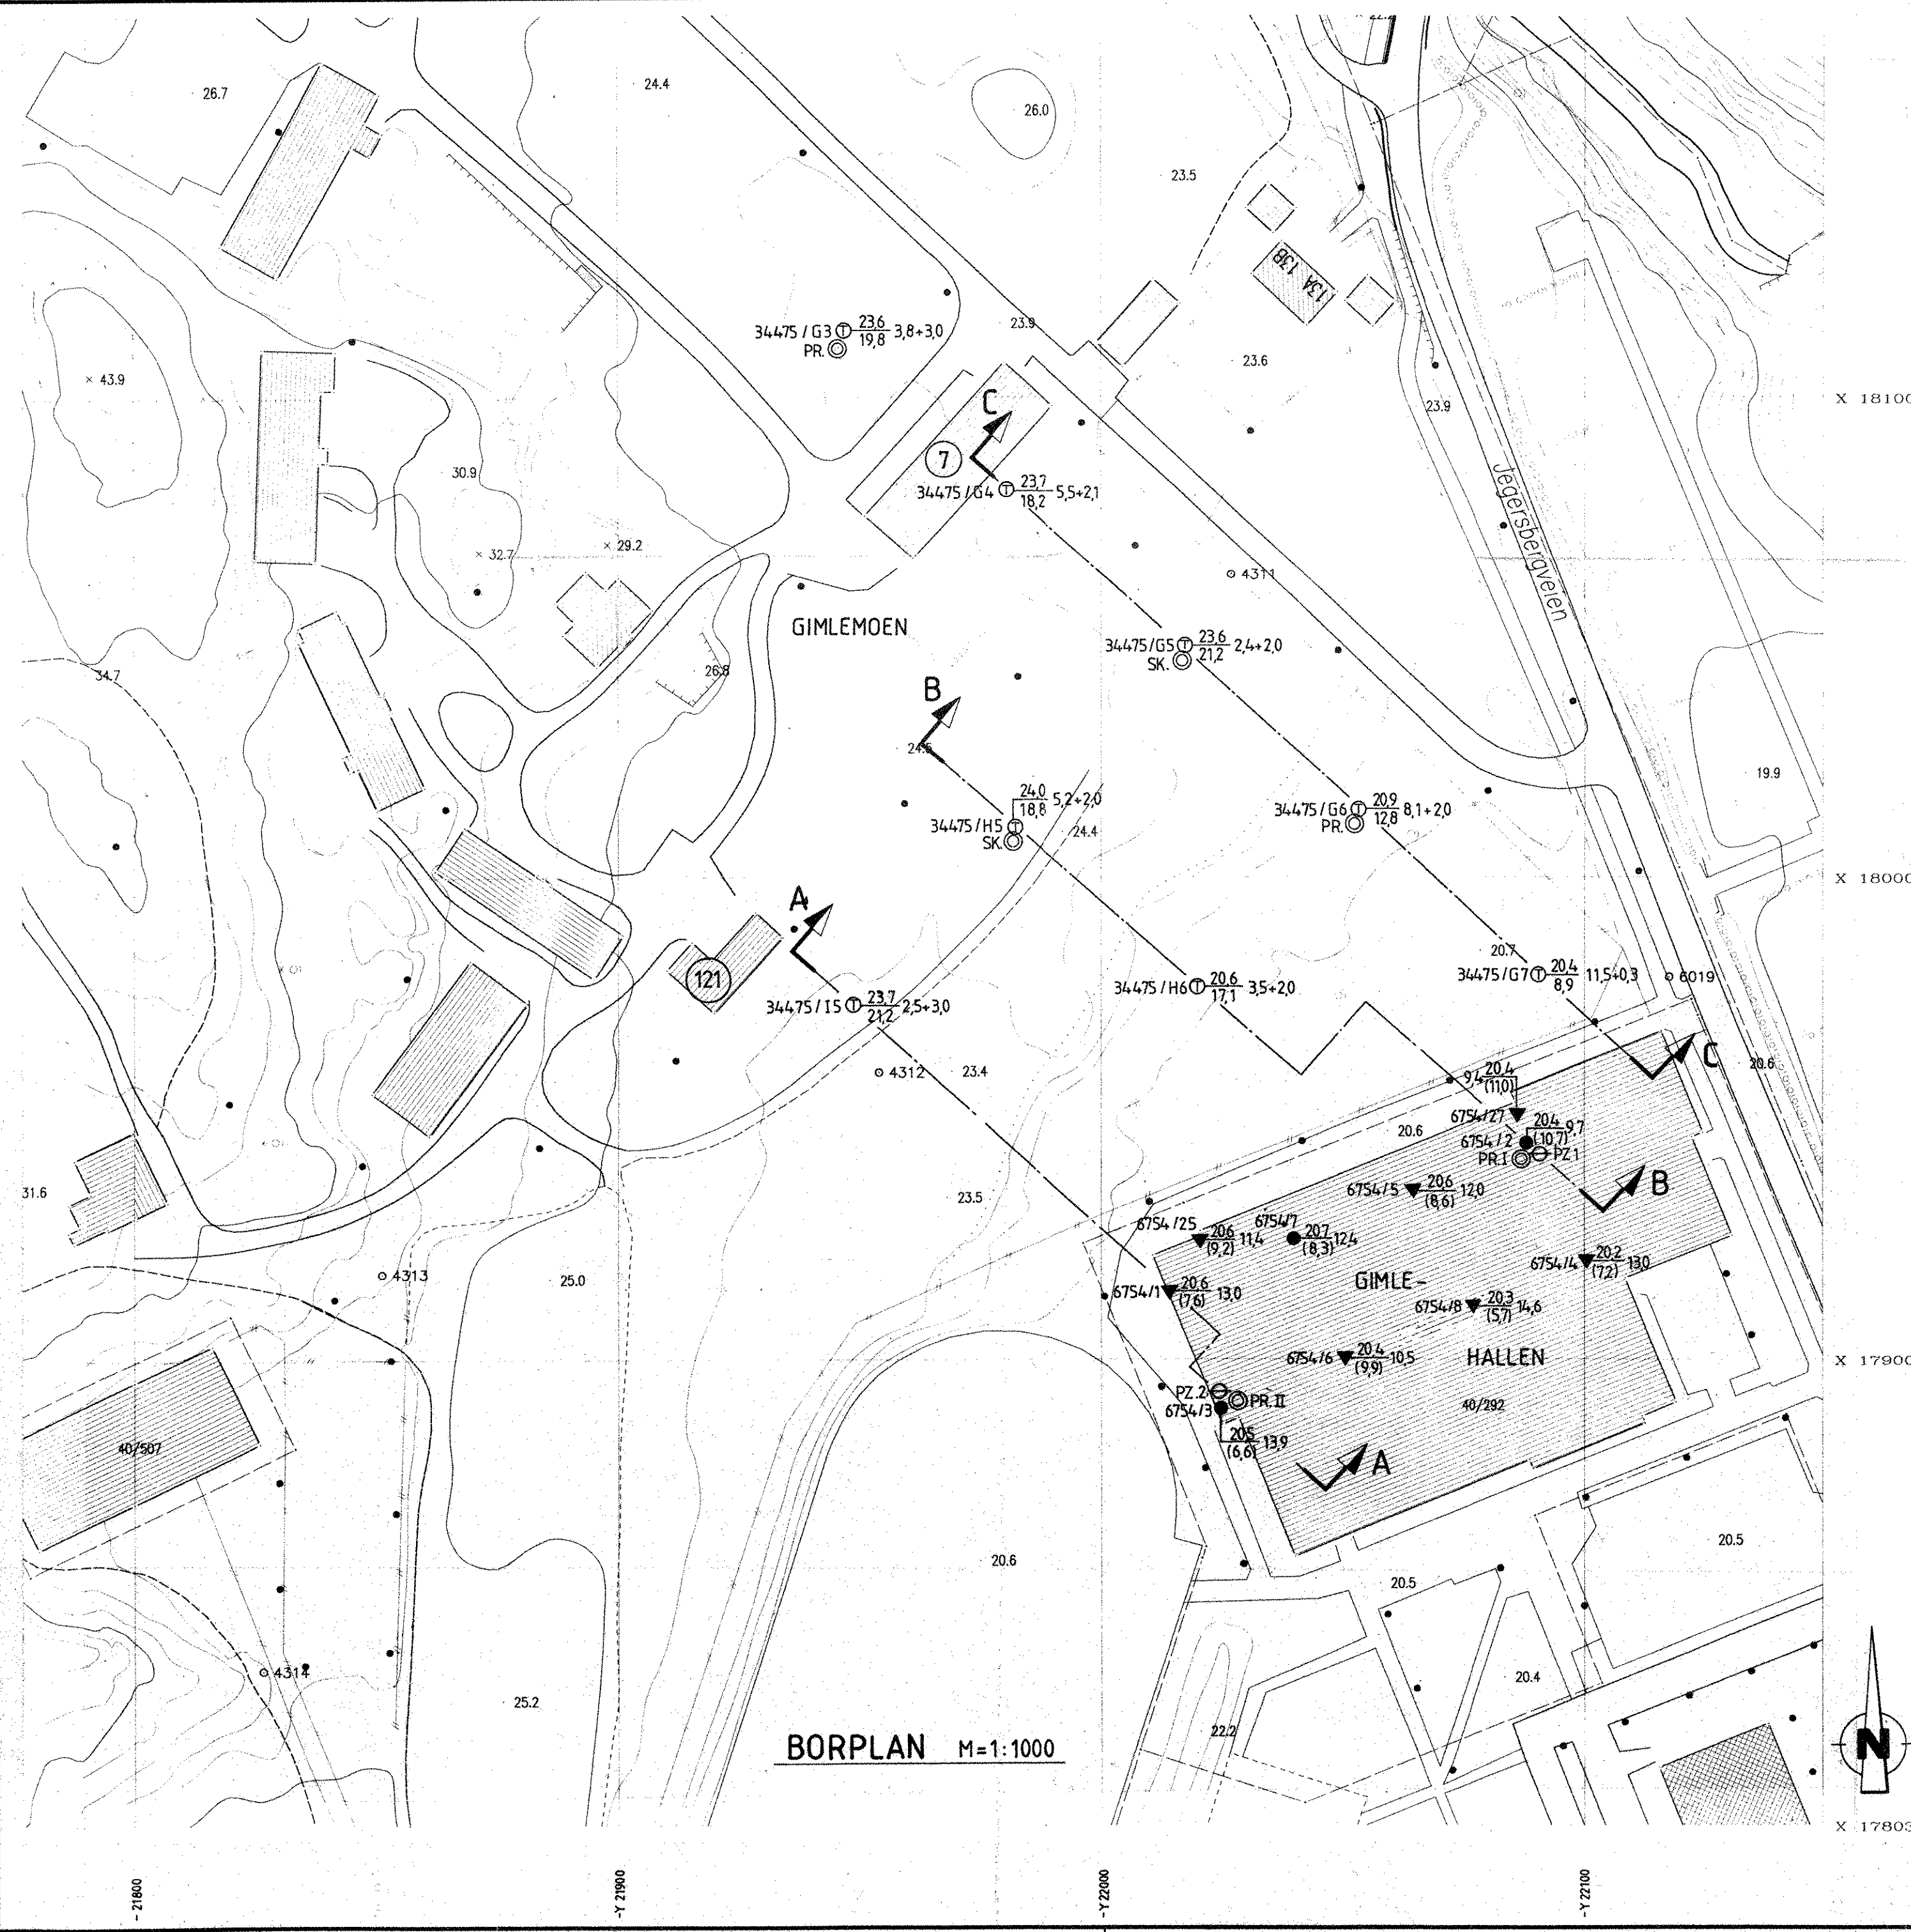 22.2
26.7
24.4
26.0
23.5
13B
13A
34475 / G3 T 23,6 3,8+3,0
19,8
PR.
23.9
23.6
× 43.9
X 18100
23.9
C
7
30.9
34475 / G4 T 23,7 5,5+2,1
18,2
Jegersbergveien
× 32.7
× 29.2
4311
GIMLEMOEN
34475/G5 T 23,6 2,4+2,0
SK. 21,2
34.7
26.8
B
24.5
19.9
24,0 5,2+2,0
18,8
34475/H5 T
SK.
24.4
34475/G6 T 20,9 8,1+2,0
PR. 12,8
X 18000
A
20.7
34475/G7 T 20,4 11,5+0,3
8,9
6019
121
34475 / I5 T 23,7 2,5+3,0
21,2
34475 / H6 T 20,6 3,5+2,0
17,1
C
20.6
4312
23.4
9,4 20,4
(11,0)
6754/27
20.6
6754 / 2 20,4 9,7
(10,7)
PR.I PZ 1
31.6
23.5
6754/5 20,6 12,0
(8,6)
B
6754 /25 20,6 11,4
(9,2)
6754/7 20,7 12,4
(8,3)
6754/4 20,2 13,0
(7,2)
4313
25.0
6754/1 20,6 13,0
(7,6)
GIMLE-
6754/8 20,3 14,6
(5,7)
6754/6 20,4 10,5
(9,9)
HALLEN
X 17900
PZ.2 PR.II
6754/3
40/292
20,5 13,9
(6,6)
A
40/507
20.6
20.5
20.5
4314
20.4
25.2
22.2
BORPLAN M=1:1000
N
X 17803
- 21800
-Y 21900
-Y 22000
-Y 22100